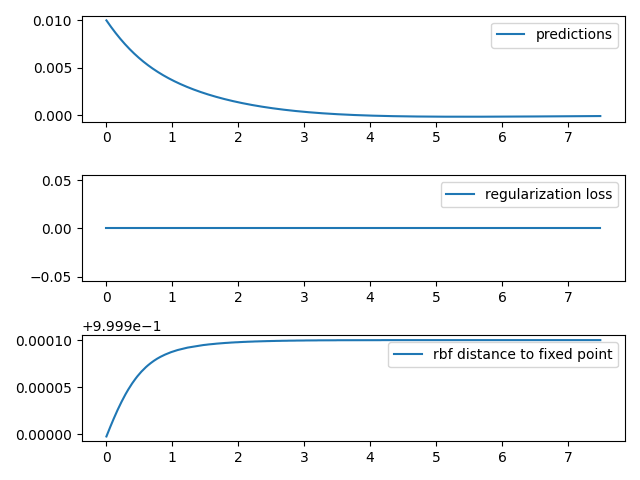 0.010
0.005
0.000
predictions
0 1 2 3 4 5 6 7
0.05
0.00
−0.05
regularization loss
0 1 2 3 4 5 6 7
+9.999e−1
0.00010
0.00005
0.00000
rbf distance to fixed point
0 1 2 3 4 5 6 7